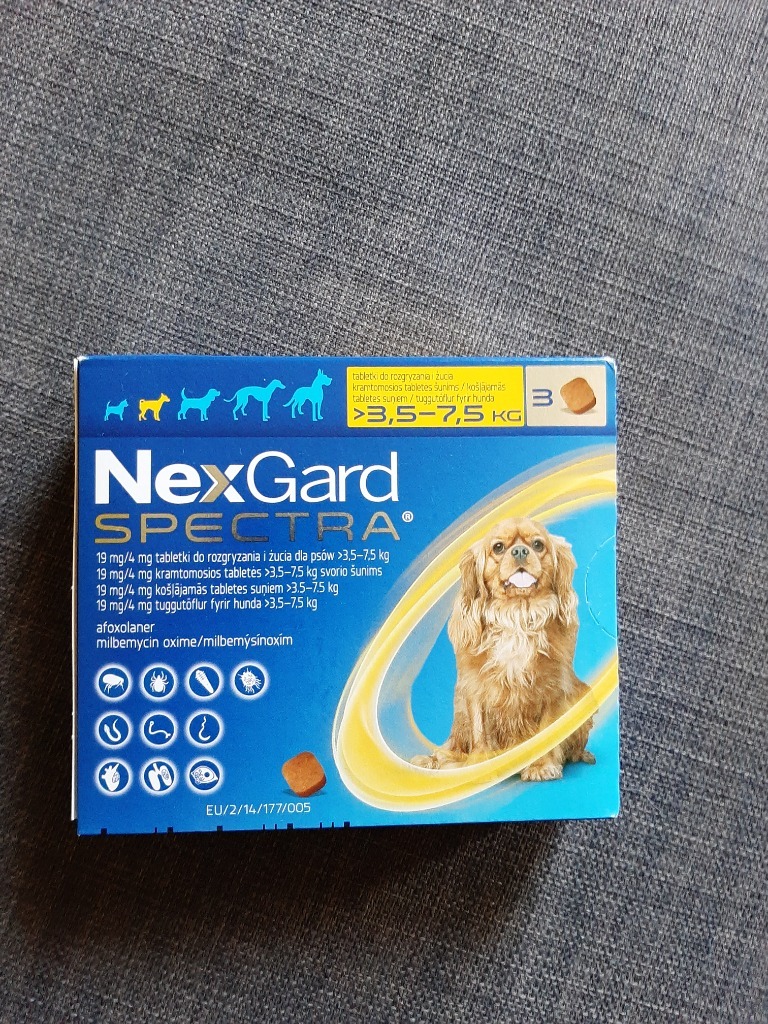 tabletki do rozgryzania i żucia
kramtomosios tabletės šunims / košļājamās
tabletes suņiem / tuggutöflur fyrir hunda
>3,5–7,5 KG
3
NexGard
SPECTRA®
19 mg/4 mg tabletki do rozgryzania i żucia dla psów >3,5–7,5 kg
19 mg/4 mg kramtomosios tabletės >3,5–7,5 kg svorio šunims
19 mg/4 mg košļājamās tabletes suņiem >3,5–7,5 kg
19 mg/4 mg tuggutöflur fyrir hunda >3,5–7,5 kg
afoxolaner
milbemycin oxime/milbemýsínoxím
EU/2/14/177/005